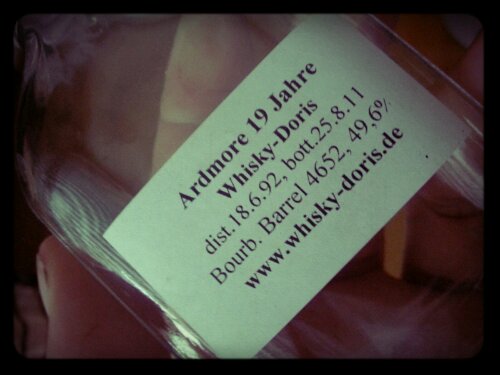 Ardmore 19 Jahre
Whisky-Doris
dist.18.6.92, bott.25.8.11
Bourb. Barrel 4652, 49,6%
www.whisky-doris.de